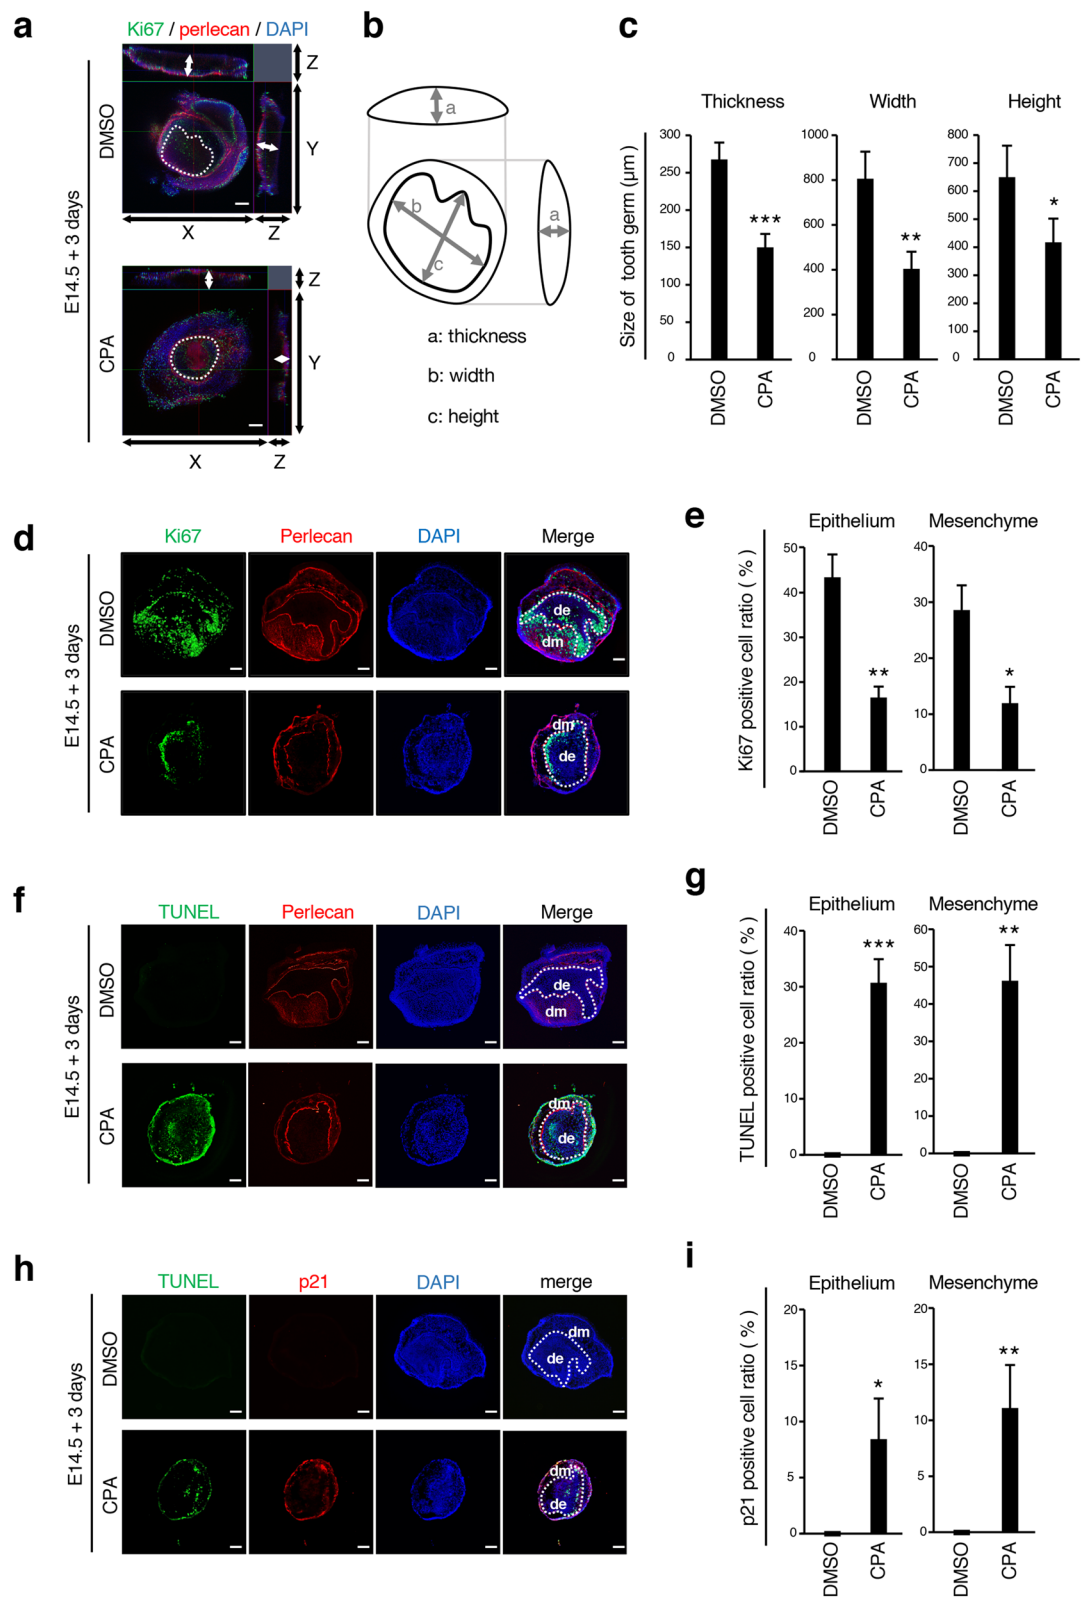 a
Ki67 / perlecan / DAPI
E14.5 + 3 days
DMSO
Z
Y
X
Z
CPA
Z
Y
X
Z
b
a
b
c
a
a: thickness
b: width
c: height
c
Size of tooth germ (μm)
Thickness
300
250
200
150
100
50
0
***
DMSO
CPA
Width
1000
800
600
400
200
0
**
DMSO
CPA
Height
800
700
600
500
400
300
200
100
0
*
DMSO
CPA
d
Ki67
Perlecan
DAPI
Merge
E14.5 + 3 days
DMSO
de
dm
CPA
dm
de
e
Ki67 positive cell ratio ( % )
Epithelium
50
40
30
20
10
0
**
DMSO
CPA
Mesenchyme
40
30
20
10
0
*
DMSO
CPA
f
TUNEL
Perlecan
DAPI
Merge
E14.5 + 3 days
DMSO
de
dm
CPA
dm
de
g
TUNEL positive cell ratio ( % )
Epithelium
40
30
20
10
0
***
DMSO
CPA
Mesenchyme
60
50
40
30
20
10
0
**
DMSO
CPA
h
TUNEL
p21
DAPI
merge
E14.5 + 3 days
DMSO
dm
de
CPA
dm
de
i
p21 positive cell ratio ( % )
Epithelium
20
15
10
5
0
*
DMSO
CPA
Mesenchyme
20
15
10
5
0
**
DMSO
CPA